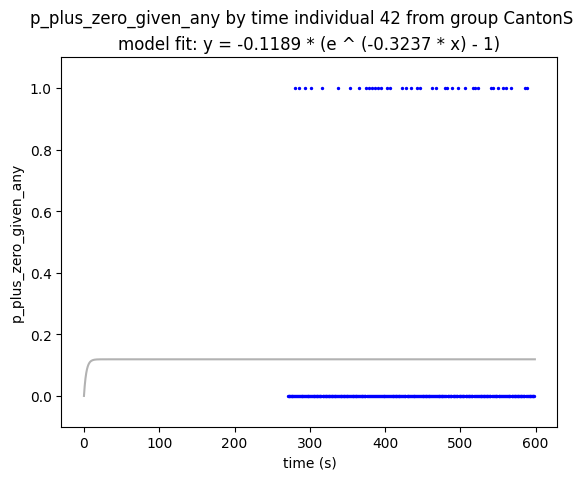 p_plus_zero_given_any by time individual 42 from group CantonS
model fit: y = -0.1189 * (e ^ (-0.3237 * x) - 1)
p_plus_zero_given_any
1.0
0.8
0.6
0.4
0.2
0.0
0 100 200 300 400 500 600
time (s)